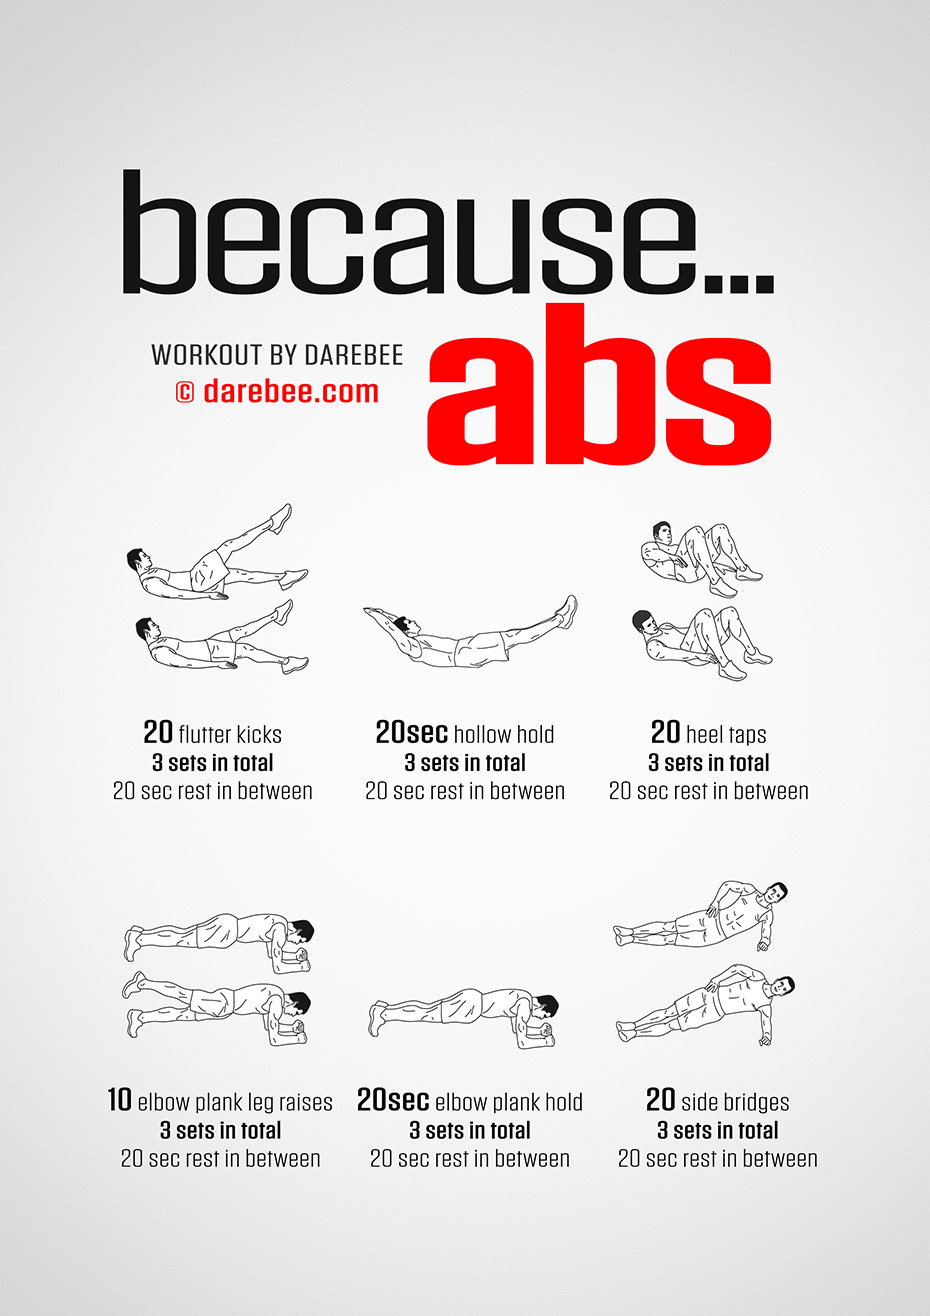 because...
abs
WORKOUT BY DAREBEE
© darebee.com
20 flutter kicks
3 sets in total
20 sec rest in between
20sec hollow hold
3 sets in total
20 sec rest in between
20 heel taps
3 sets in total
20 sec rest in between
10 elbow plank leg raises
3 sets in total
20 sec rest in between
20sec elbow plank hold
3 sets in total
20 sec rest in between
20 side bridges
3 sets in total
20 sec rest in between